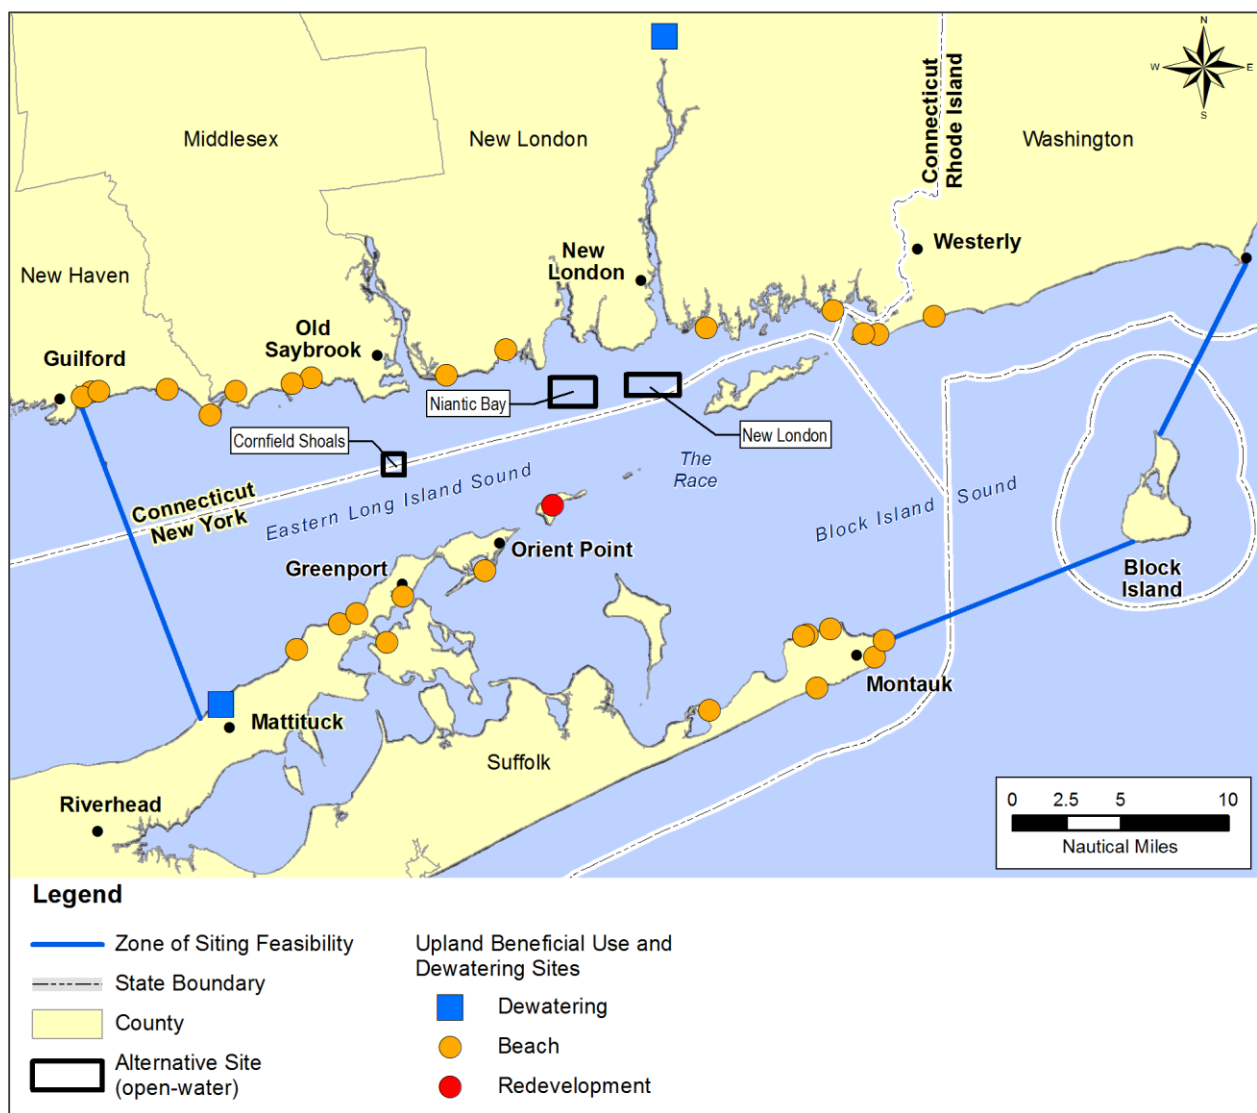 N
W
E
S
Connecticut
Rhode Island
Middlesex
New London
Washington
New
London
Westerly
New Haven
Old
Saybrook
Guilford
Niantic Bay
New London
Cornfield Shoals
The
Race
Eastern Long Island Sound
Block Island Sound
Connecticut
New York
Orient Point
Greenport
Block
Island
Montauk
Mattituck
Suffolk
Riverhead
0 2.5 5 10
Nautical Miles
Legend
Zone of Siting Feasibility
State Boundary
County
Alternative Site
(open-water)
Upland Beneficial Use and
Dewatering Sites
Dewatering
Beach
Redevelopment